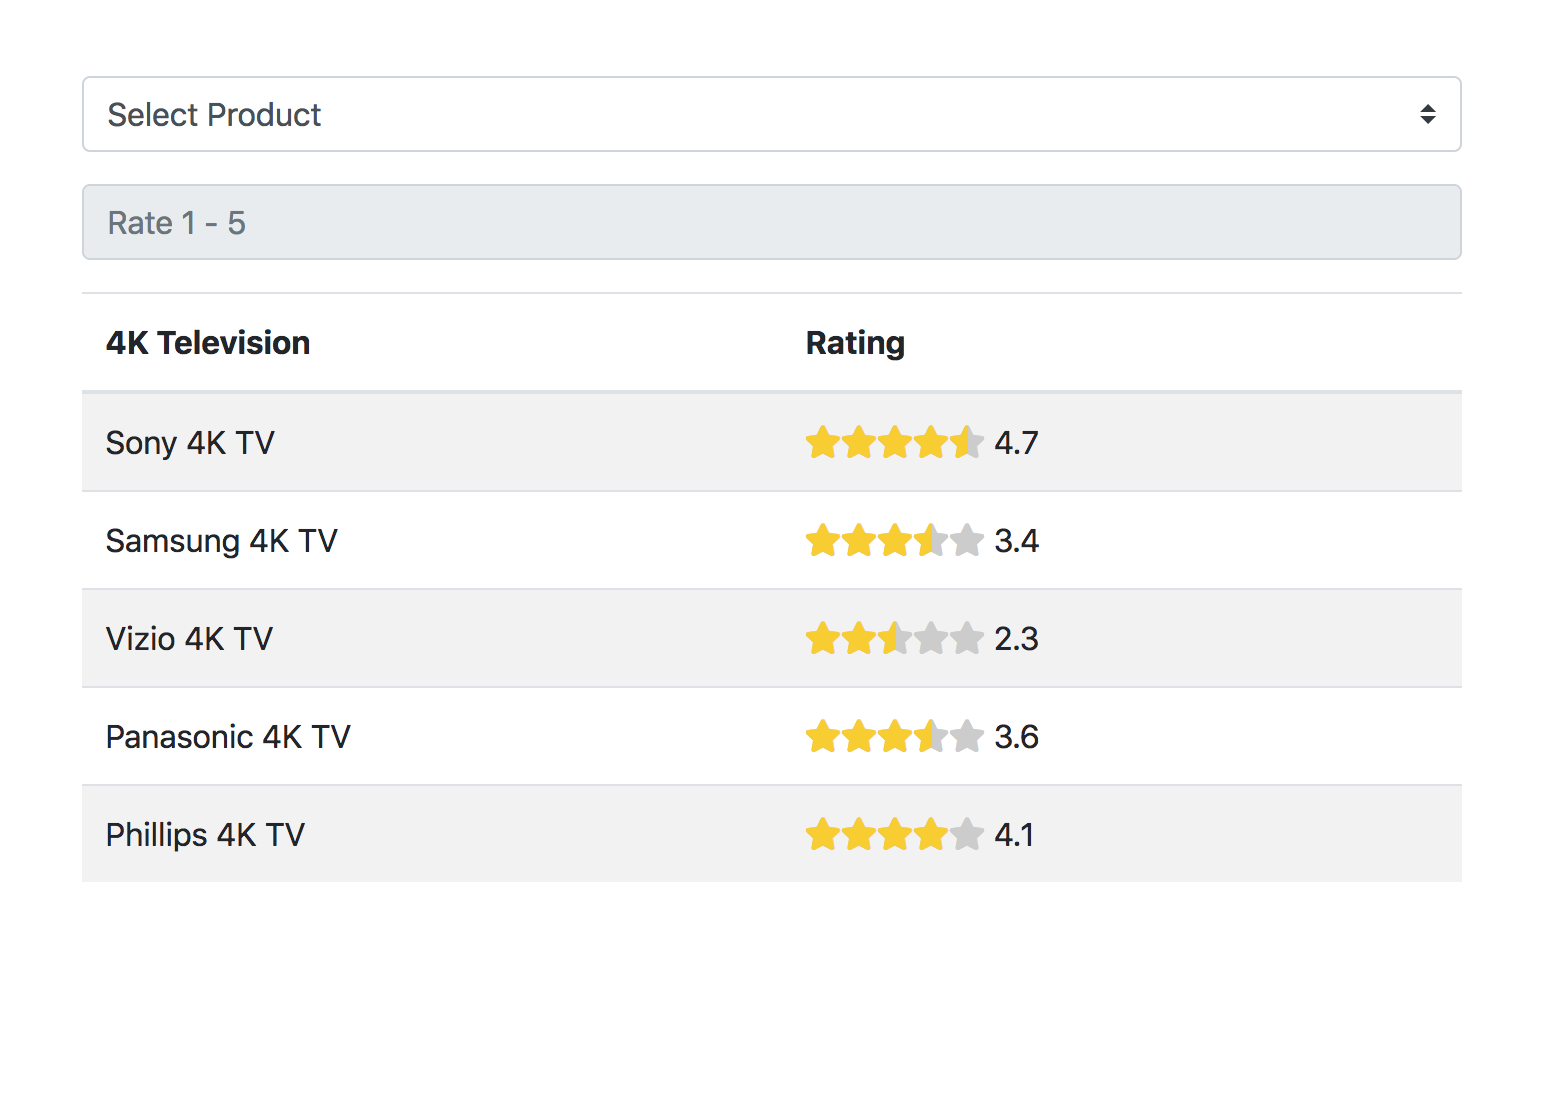 Select Product
Rate 1 - 5
4K Television Rating
Sony 4K TV 4.7
Samsung 4K TV 3.4
Vizio 4K TV 2.3
Panasonic 4K TV 3.6
Phillips 4K TV 4.1